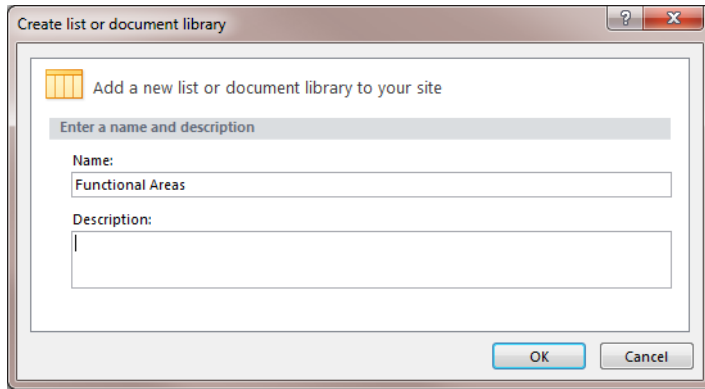 Create list or document library
?
X
Add a new list or document library to your site
Enter a name and description
Name:
Functional Areas
Description:
OK Cancel